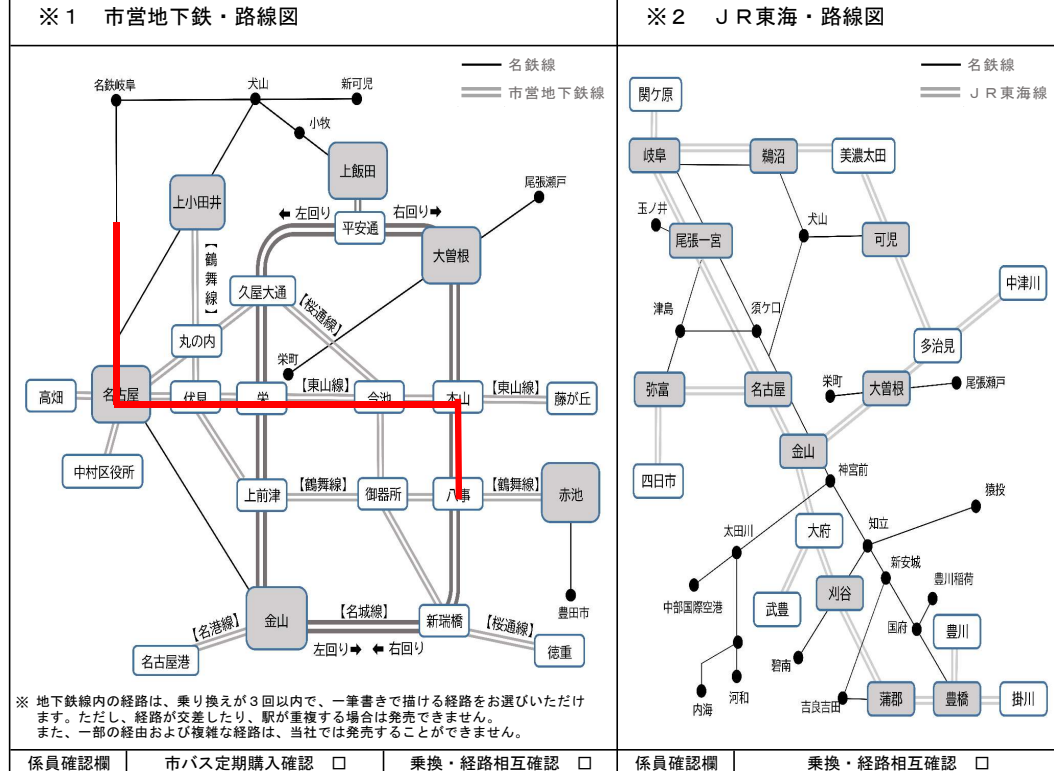 ※１　市営地下鉄・路線図
名鉄線
市営地下鉄線
名鉄岐阜
犬山
新可児
小牧
上飯田
上小田井
尾張瀬戸
左回り
右回り
平安通
大曽根
【鶴舞線】
久屋大通
【桜通線】
丸の内
栄町
高畑
名古屋
伏見
栄
【東山線】
今池
本山
【東山線】
藤が丘
中村区役所
上前津
【鶴舞線】
御器所
八事
【鶴舞線】
赤池
金山
【名城線】
新瑞橋
豊田市
【名港線】
左回り
右回り
【桜通線】
名古屋港
徳重
※ 地下鉄線内の経路は、乗り換えが３回以内で、一筆書きで描ける経路をお選びいただけ
ます。ただし、経路が交差したり、駅が重複する場合は発売できません。
また、一部の経由および複雑な経路は、当社では発売することができません。
係員確認欄
市バス定期購入確認 □
乗換・経路相互確認 □
※２　ＪＲ東海・路線図
名鉄線
ＪＲ東海線
関ケ原
岐阜
鵜沼
美濃太田
玉ノ井
尾張一宮
犬山
可児
中津川
津島
須ケ口
多治見
弥富
名古屋
栄町
大曽根
尾張瀬戸
金山
四日市
神宮前
猿投
太田川
大府
知立
新安城
豊川稲荷
中部国際空港
武豊
刈谷
国府
豊川
碧南
内海
河和
吉良吉田
蒲郡
豊橋
掛川
係員確認欄
乗換・経路相互確認 □